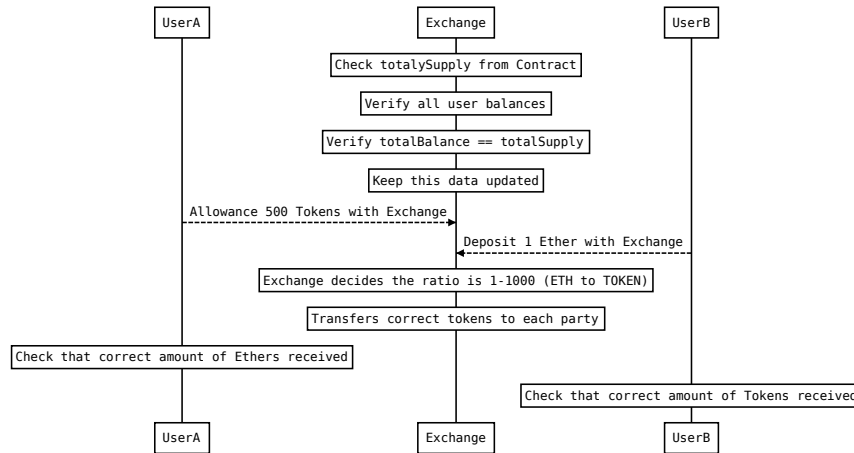 UserA Exchange UserB
Check totalySupply from Contract
Verify all user balances
Verify totalBalance == totalSupply
Keep this data updated
Allowance 500 Tokens with Exchange
Deposit 1 Ether with Exchange
Exchange decides the ratio is 1-1000 (ETH to TOKEN)
Transfers correct tokens to each party
Check that correct amount of Ethers received
Check that correct amount of Tokens received
UserA Exchange UserB